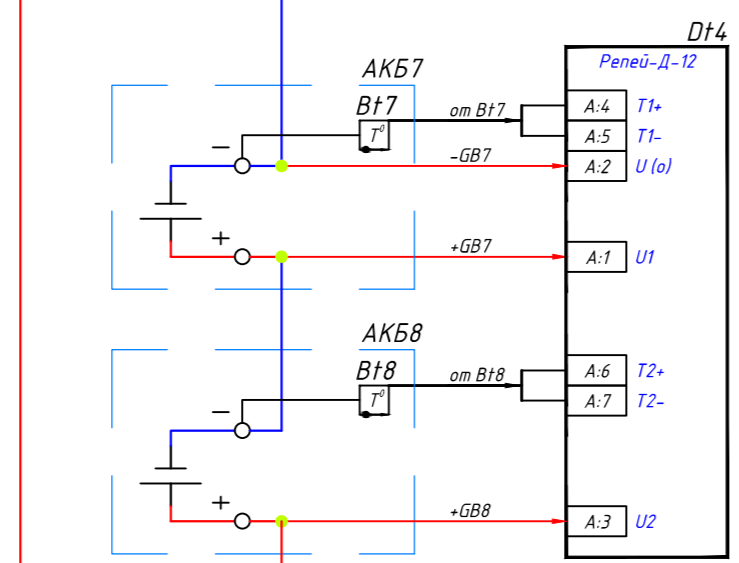 Dt4
Репей-Д-12
АКБ7
Bt7
от Bt7
T⁰
A:4 T1+
A:5 T1-
−
-GB7
A:2 U (o)
+
+GB7
A:1 U1
АКБ8
Bt8
от Bt8
T⁰
A:6 T2+
A:7 T2-
−
+
+GB8
A:3 U2